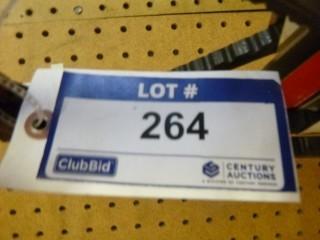 LOT #
264
ClubBid
CENTURY
AUCTIONS